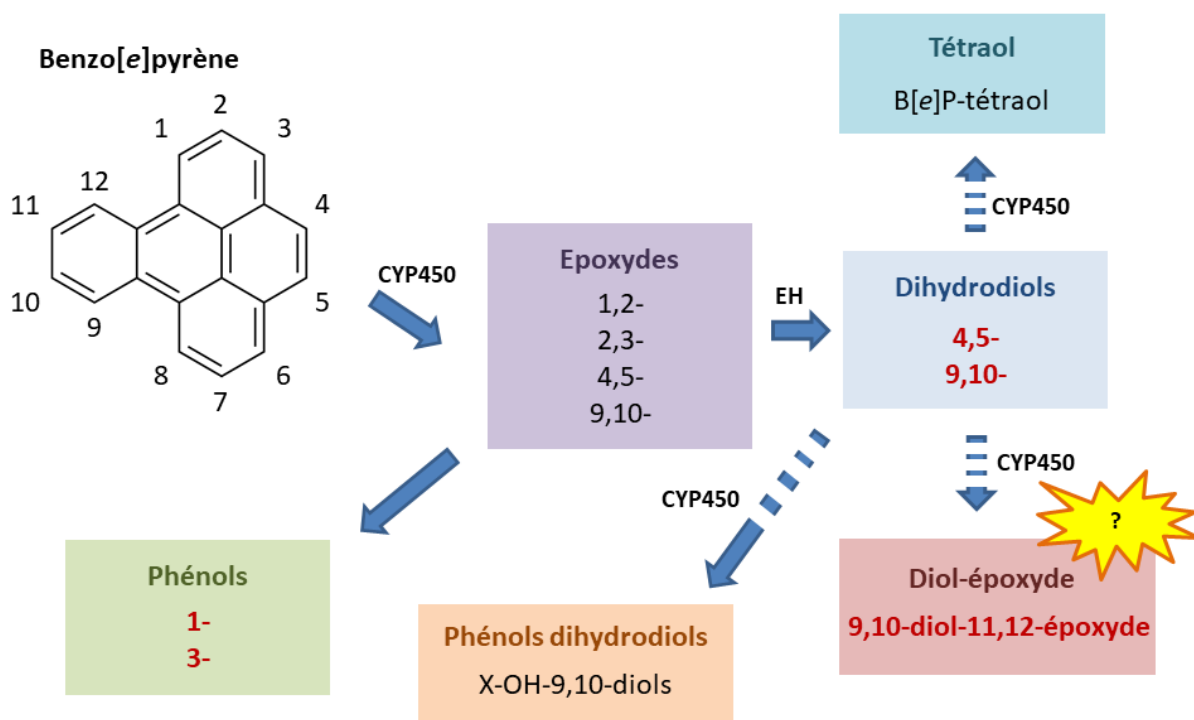 Benzo[e]pyrène
1
2
3
4
5
6
7
8
9
10
11
12
CYP450
Epoxydes
1,2-
2,3-
4,5-
9,10-
EH
Dihydrodiols
4,5-
9,10-
CYP450
Tétraol
B[e]P-tétraol
CYP450
?
Diol-époxyde
9,10-diol-11,12-époxyde
CYP450
Phénols dihydrodiols
X-OH-9,10-diols
Phénols
1-
3-